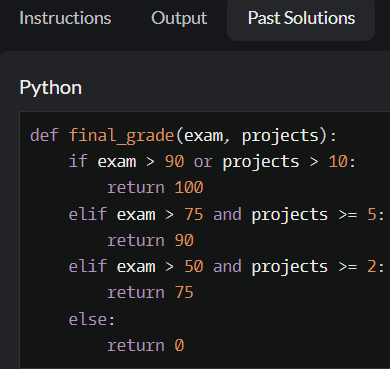 Instructions Output Past Solutions
Python
def final_grade(exam, projects):
    if exam > 90 or projects > 10:
        return 100
    elif exam > 75 and projects >= 5:
        return 90
    elif exam > 50 and projects >= 2:
        return 75
    else:
        return 0